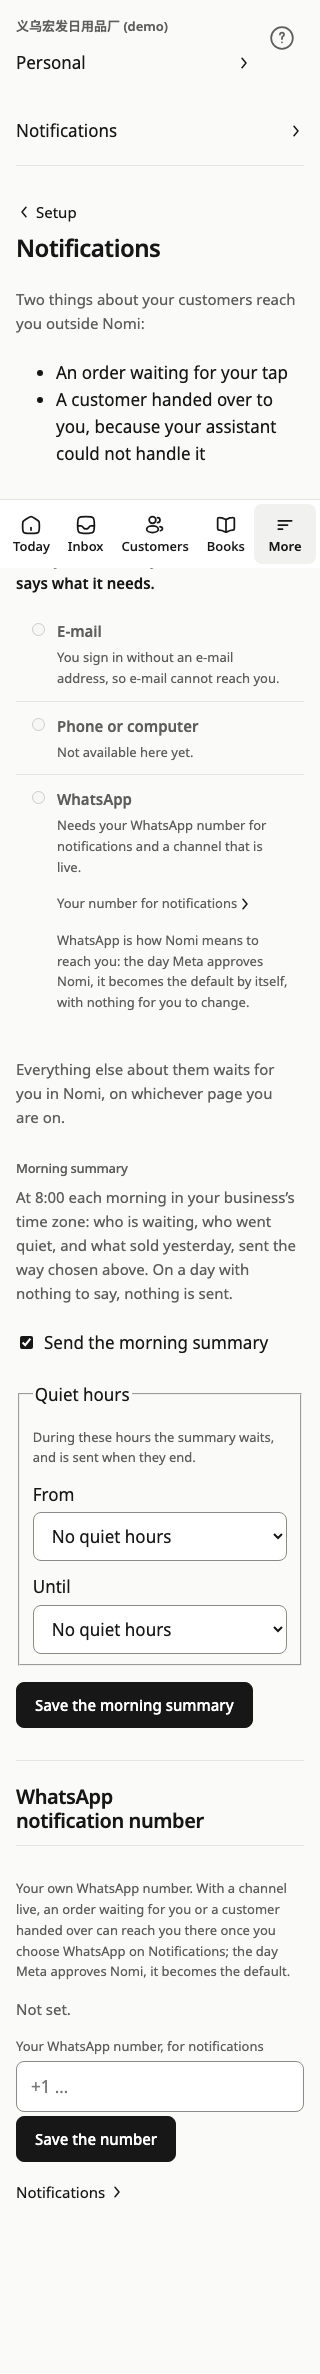 义乌宏发日用品厂 (demo)
Personal
Notifications
Setup
Notifications
Two things about your customers reach
you outside Nomi:
• An order waiting for your tap
• A customer handed over to
you, because your assistant
could not handle it
Today Inbox Customers Books More
says what it needs.
E-mail
You sign in without an e-mail
address, so e-mail cannot reach you.
Phone or computer
Not available here yet.
WhatsApp
Needs your WhatsApp number for
notifications and a channel that is
live.
Your number for notifications
WhatsApp is how Nomi means to
reach you: the day Meta approves
Nomi, it becomes the default by itself,
with nothing for you to change.
Everything else about them waits for
you in Nomi, on whichever page you
are on.
Morning summary
At 8:00 each morning in your business's
time zone: who is waiting, who went
quiet, and what sold yesterday, sent the
way chosen above. On a day with
nothing to say, nothing is sent.
Send the morning summary
Quiet hours
During these hours the summary waits,
and is sent when they end.
From
No quiet hours
Until
No quiet hours
Save the morning summary
WhatsApp
notification number
Your own WhatsApp number. With a channel
live, an order waiting for you or a customer
handed over can reach you there once you
choose WhatsApp on Notifications; the day
Meta approves Nomi, it becomes the default.
Not set.
Your WhatsApp number, for notifications
+1 ...
Save the number
Notifications